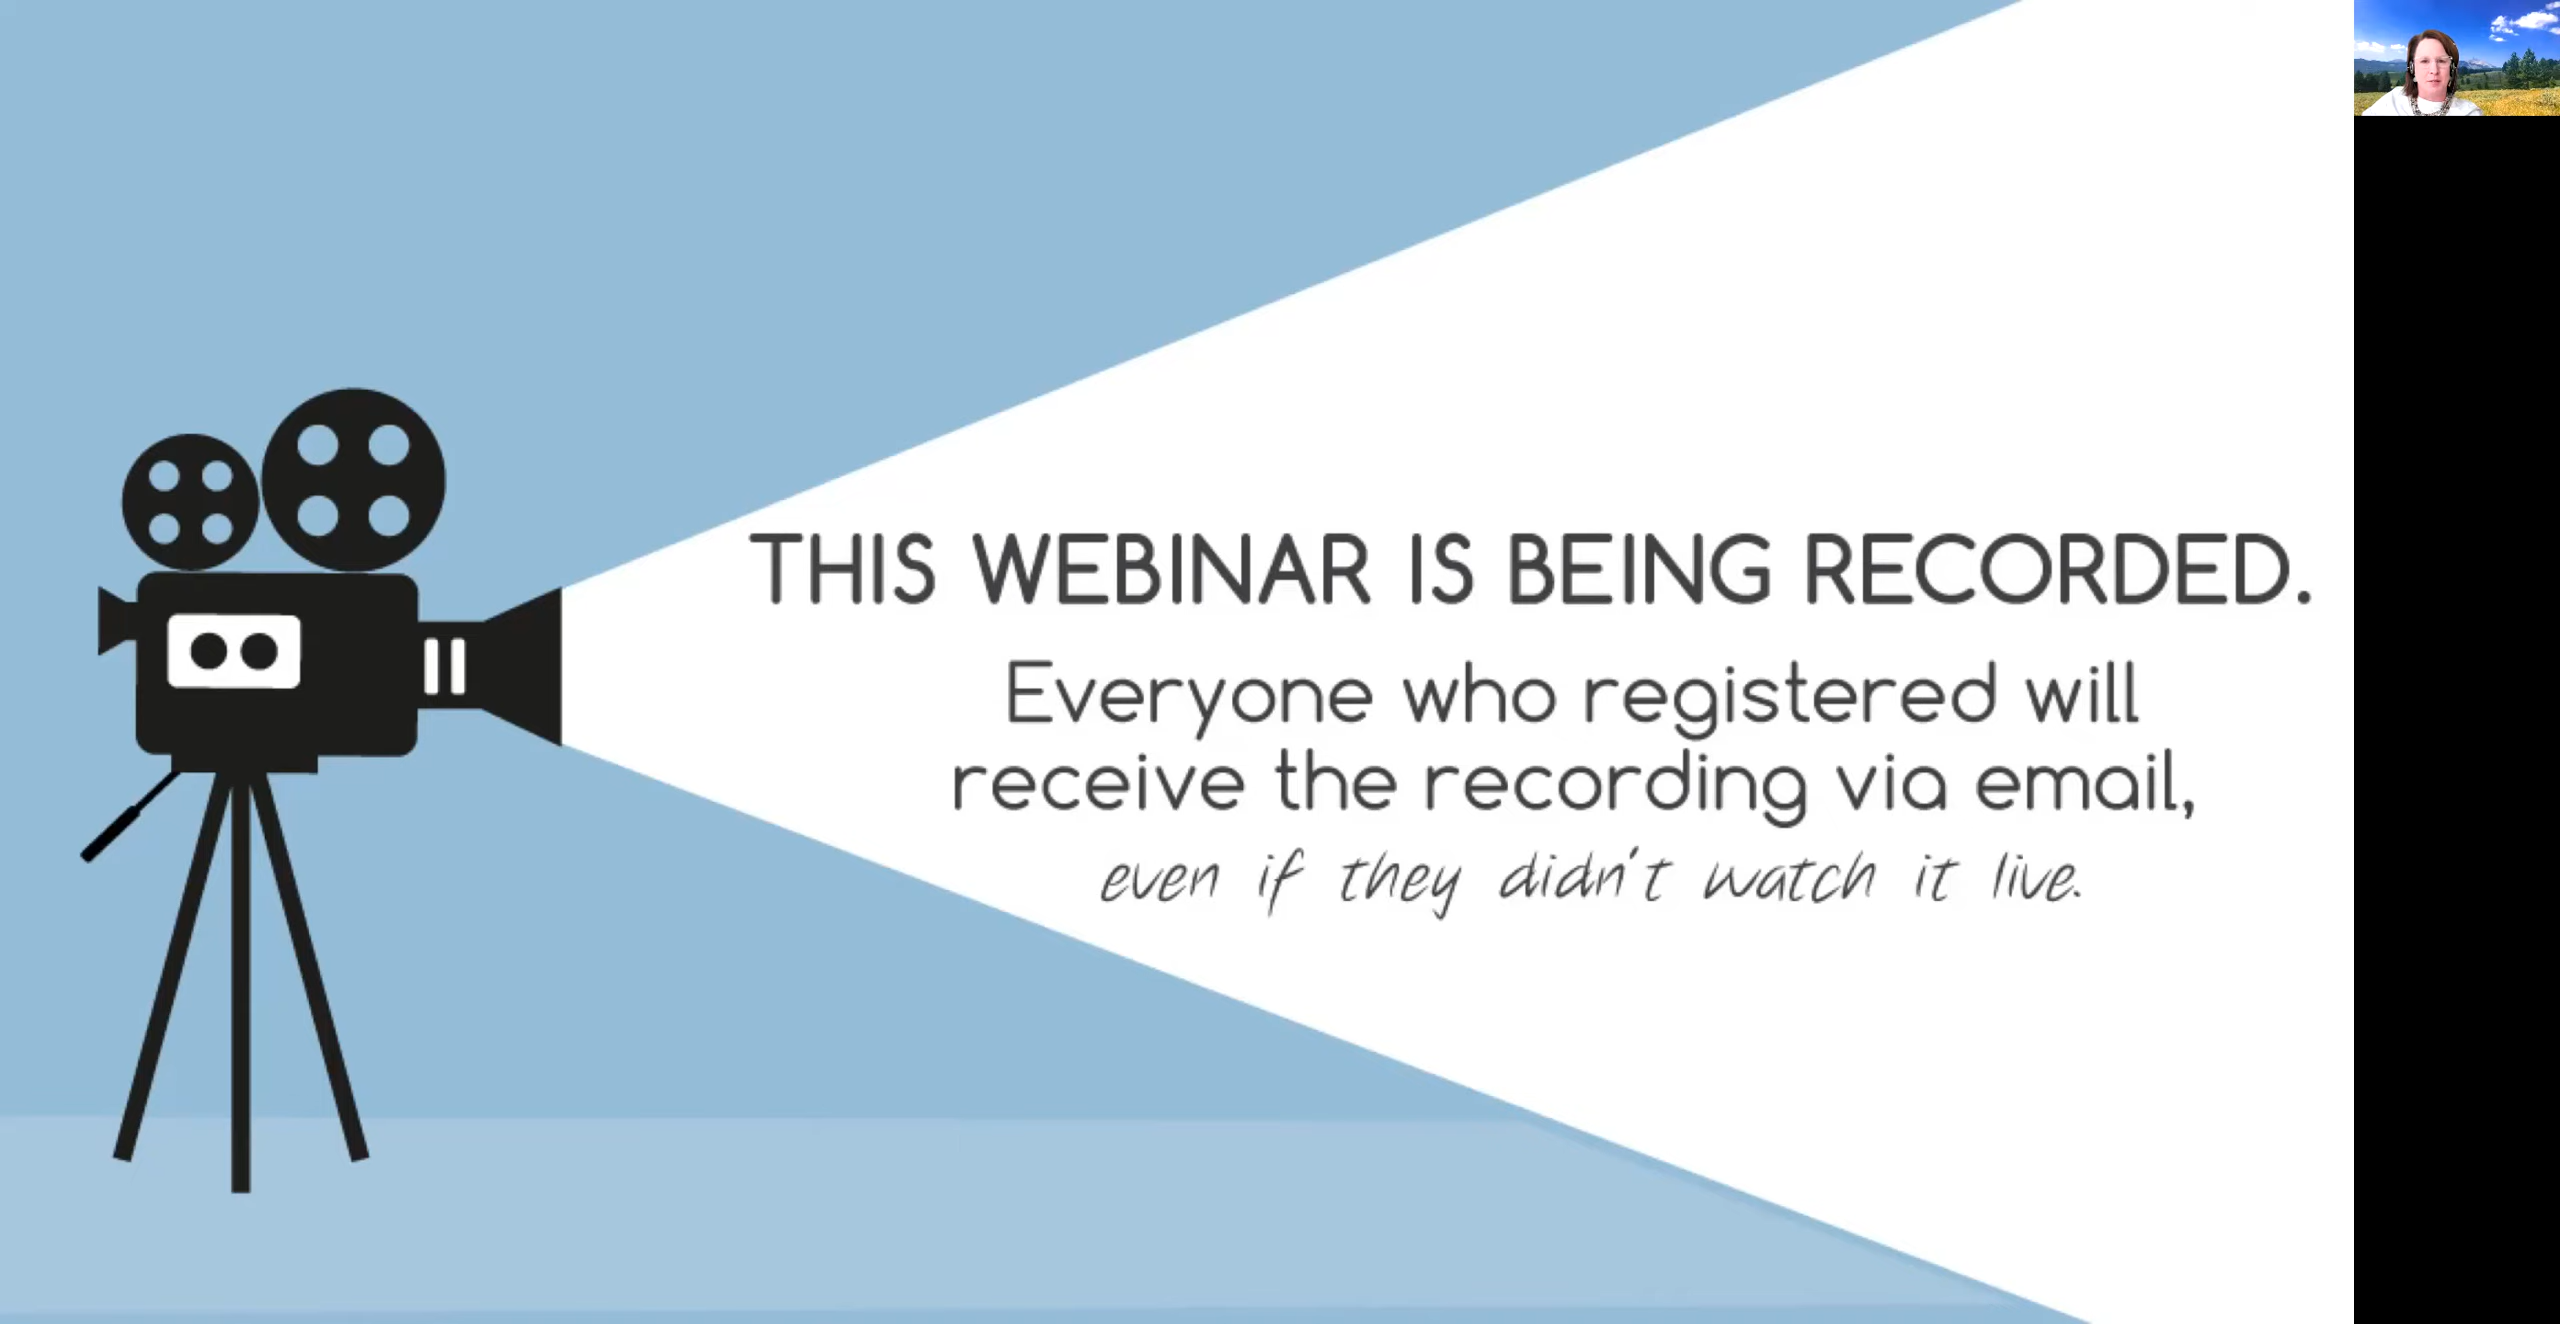 THIS WEBINAR IS BEING RECORDED.
Everyone who registered will
receive the recording via email,
even if they didn't watch it live.